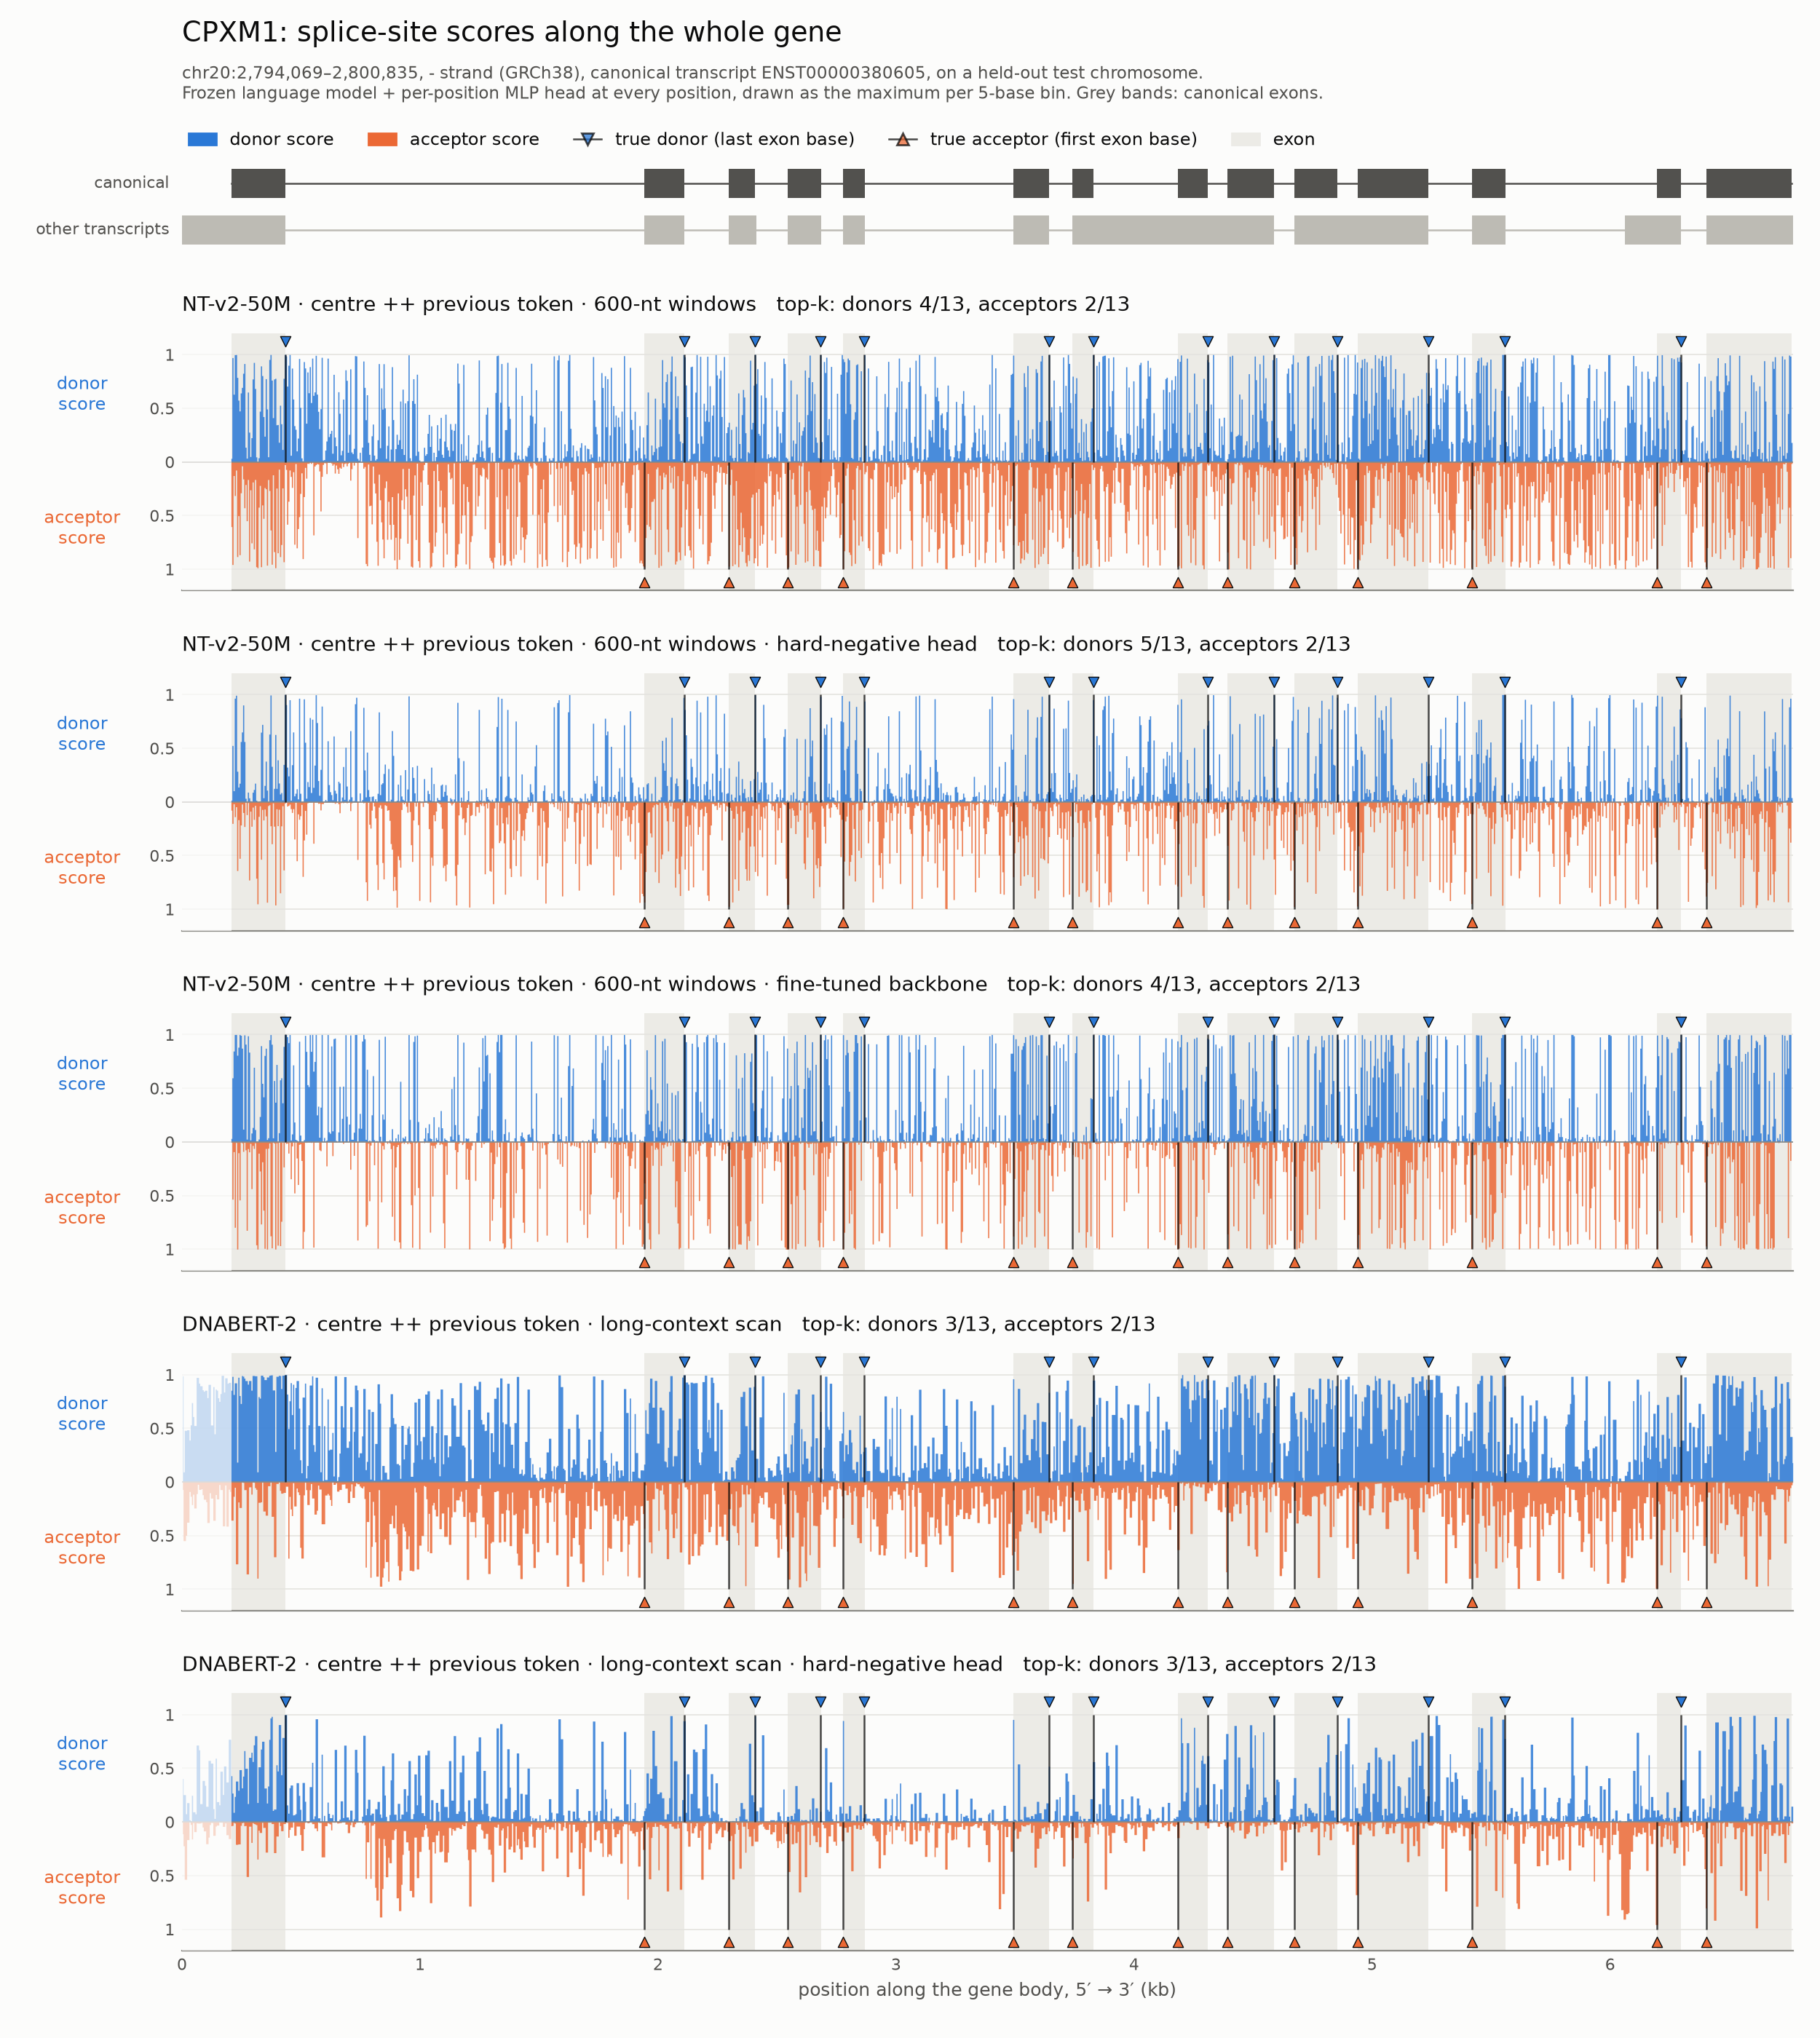 CPXM1: splice-site scores along the whole gene
chr20:2,794,069–2,800,835, - strand (GRCh38), canonical transcript ENST00000380605, on a held-out test chromosome.
Frozen language model + per-position MLP head at every position, drawn as the maximum per 5-base bin. Grey bands: canonical exons.
donor score acceptor score true donor (last exon base) true acceptor (first exon base) exon
canonical
other transcripts
NT-v2-50M · centre ++ previous token · 600-nt windows top-k: donors 4/13, acceptors 2/13
1
donor
score
0.5
0
acceptor
score
0.5
1
NT-v2-50M · centre ++ previous token · 600-nt windows · hard-negative head top-k: donors 5/13, acceptors 2/13
1
donor
score
0.5
0
acceptor
score
0.5
1
NT-v2-50M · centre ++ previous token · 600-nt windows · fine-tuned backbone top-k: donors 4/13, acceptors 2/13
1
donor
score
0.5
0
acceptor
score
0.5
1
DNABERT-2 · centre ++ previous token · long-context scan top-k: donors 3/13, acceptors 2/13
1
donor
score
0.5
0
acceptor
score
0.5
1
DNABERT-2 · centre ++ previous token · long-context scan · hard-negative head top-k: donors 3/13, acceptors 2/13
1
donor
score
0.5
0
acceptor
score
0.5
1
0 1 2 3 4 5 6
position along the gene body, 5′ → 3′ (kb)